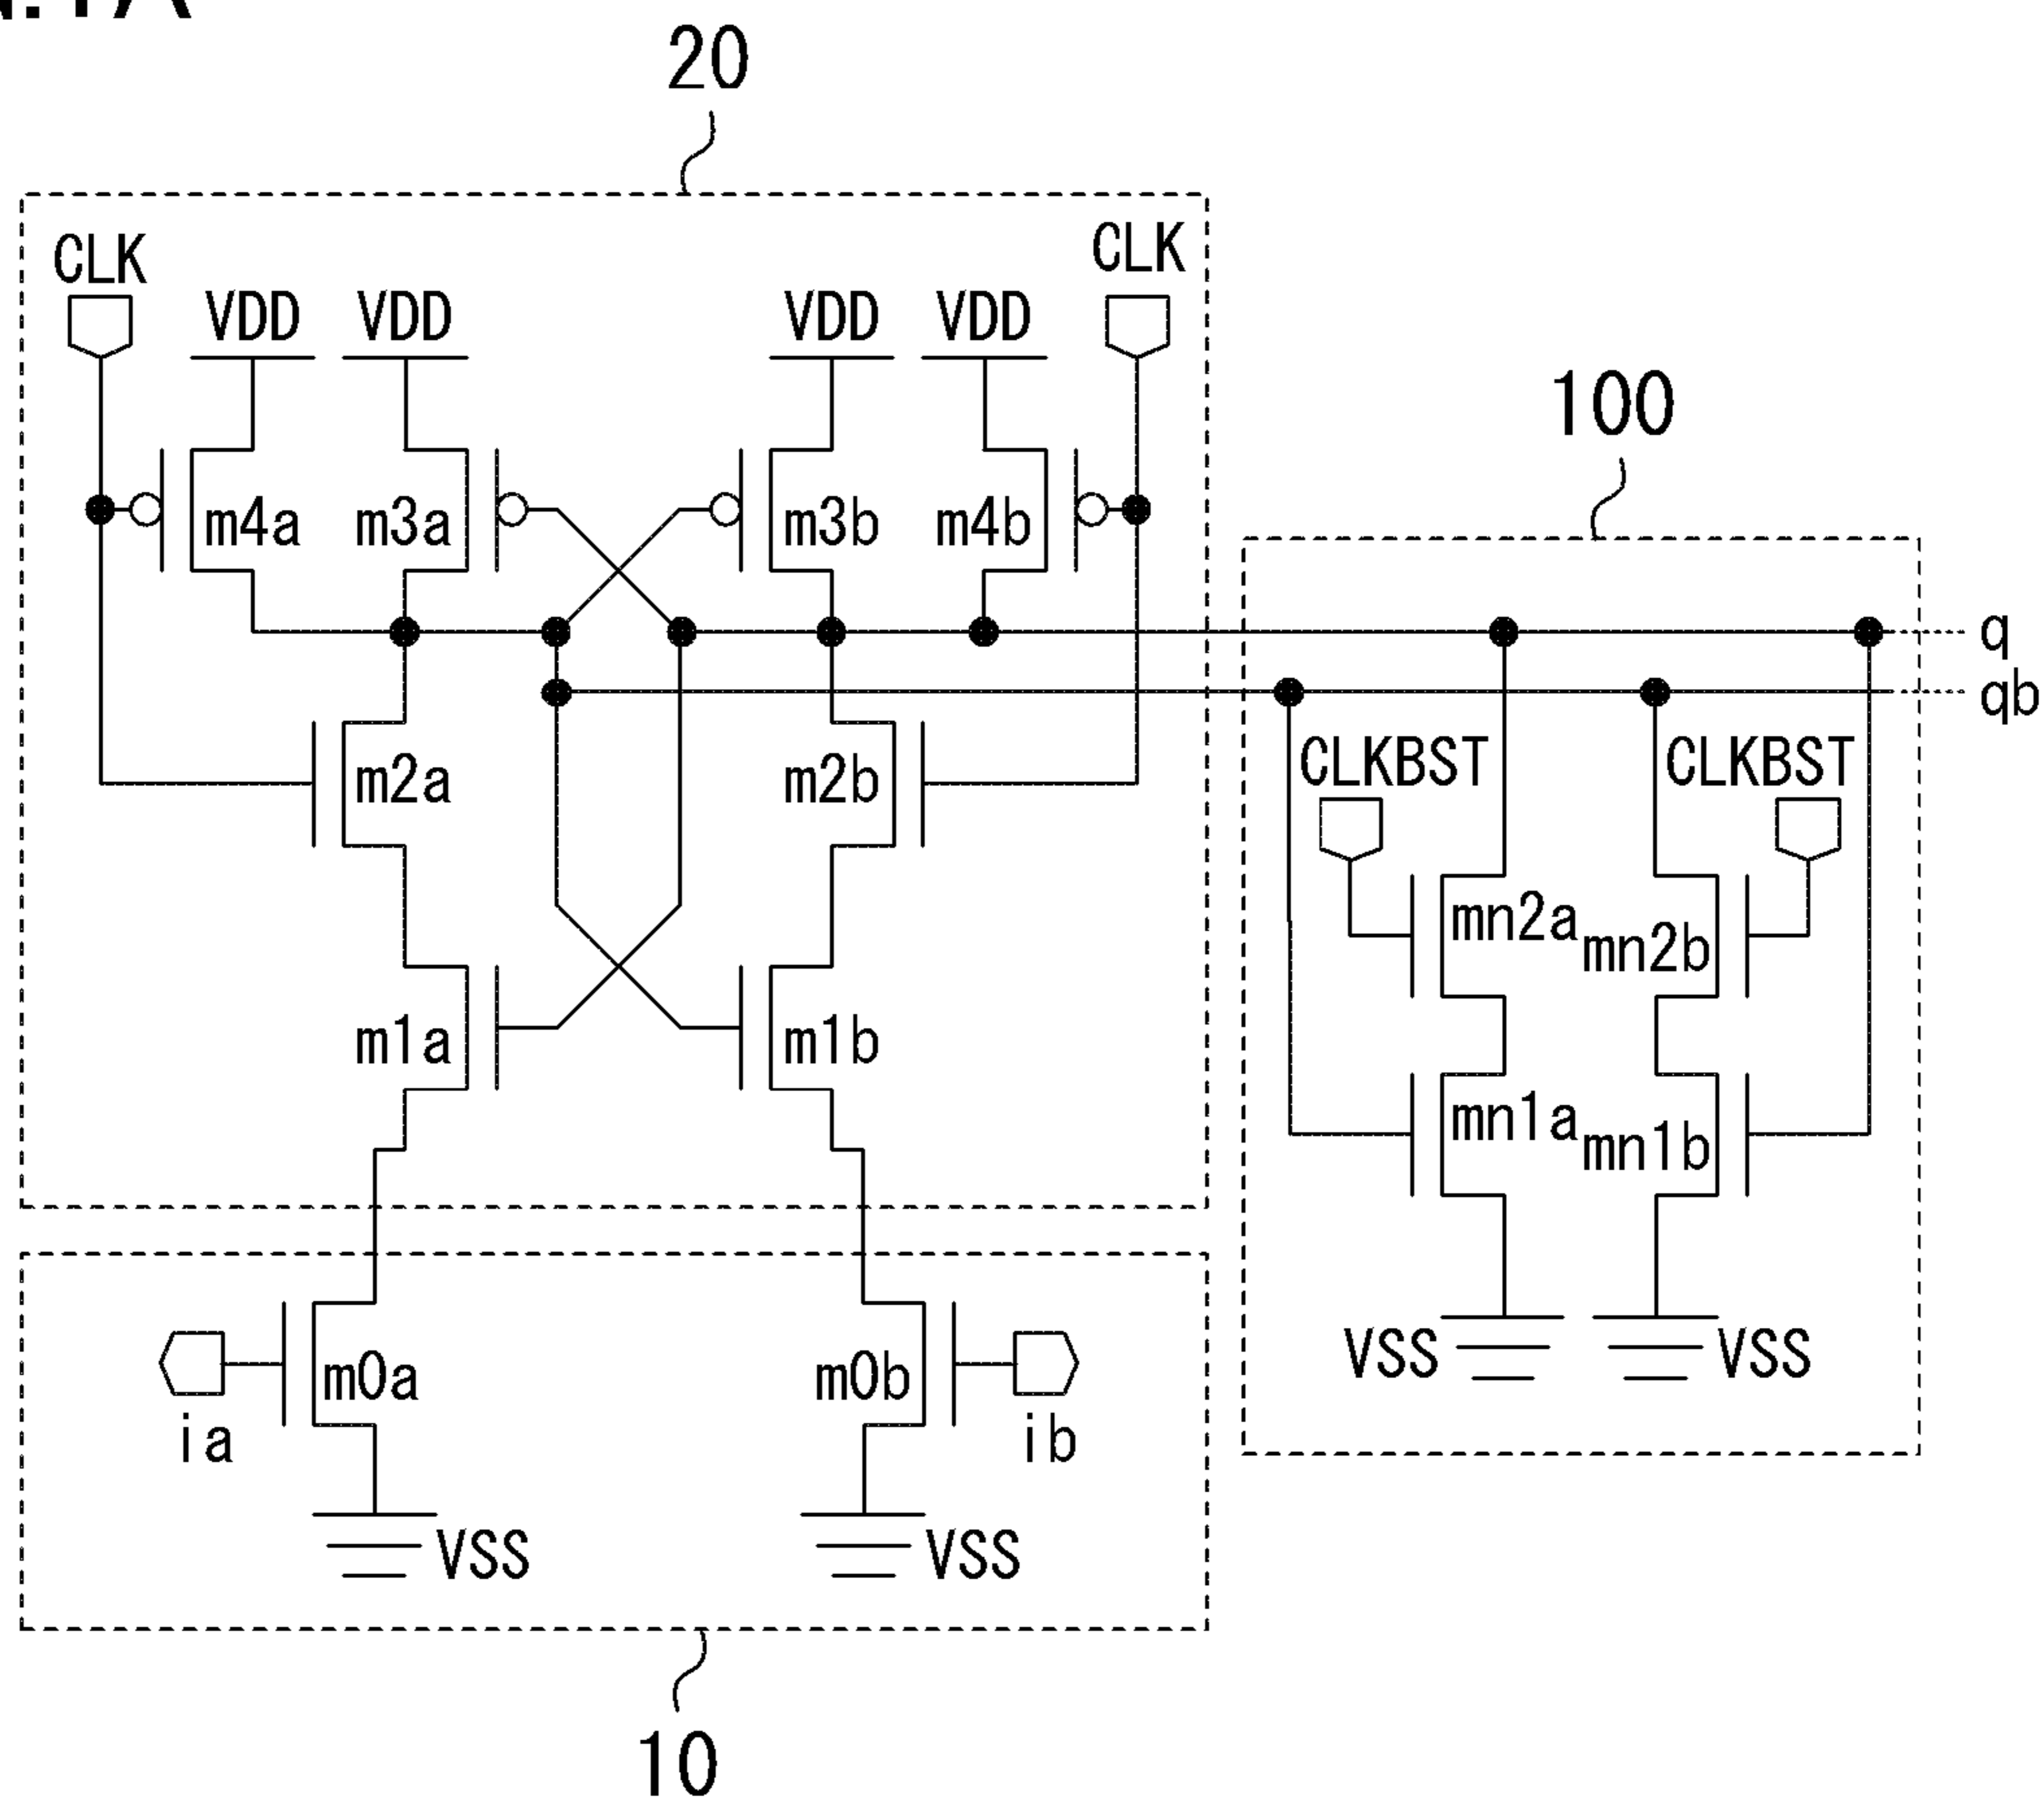 20
CLK
CLK
VDD VDD VDD VDD
100
m4a m3a m3b m4b
q
qb
CLKBST CLKBST
m2a m2b
mn2a mn2b
m1a m1b
mn1a mn1b
VSS VSS
m0a m0b
ia ib
VSS VSS
10